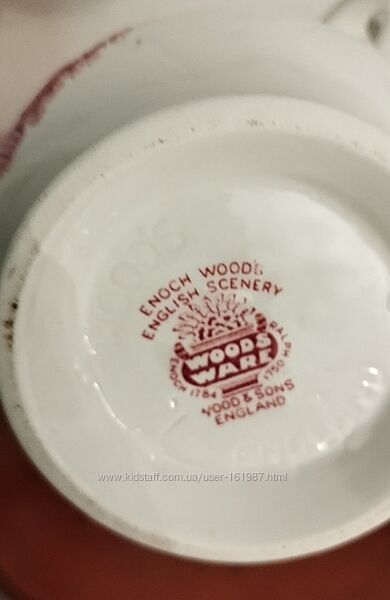 ENOCH WOOD'S
ENGLISH SCENERY
WOODS
WARE
ENOCH 1784
RALPH 1750
WOOD & SONS
ENGLAND
www.kidstaff.com.ua/user-161987.html